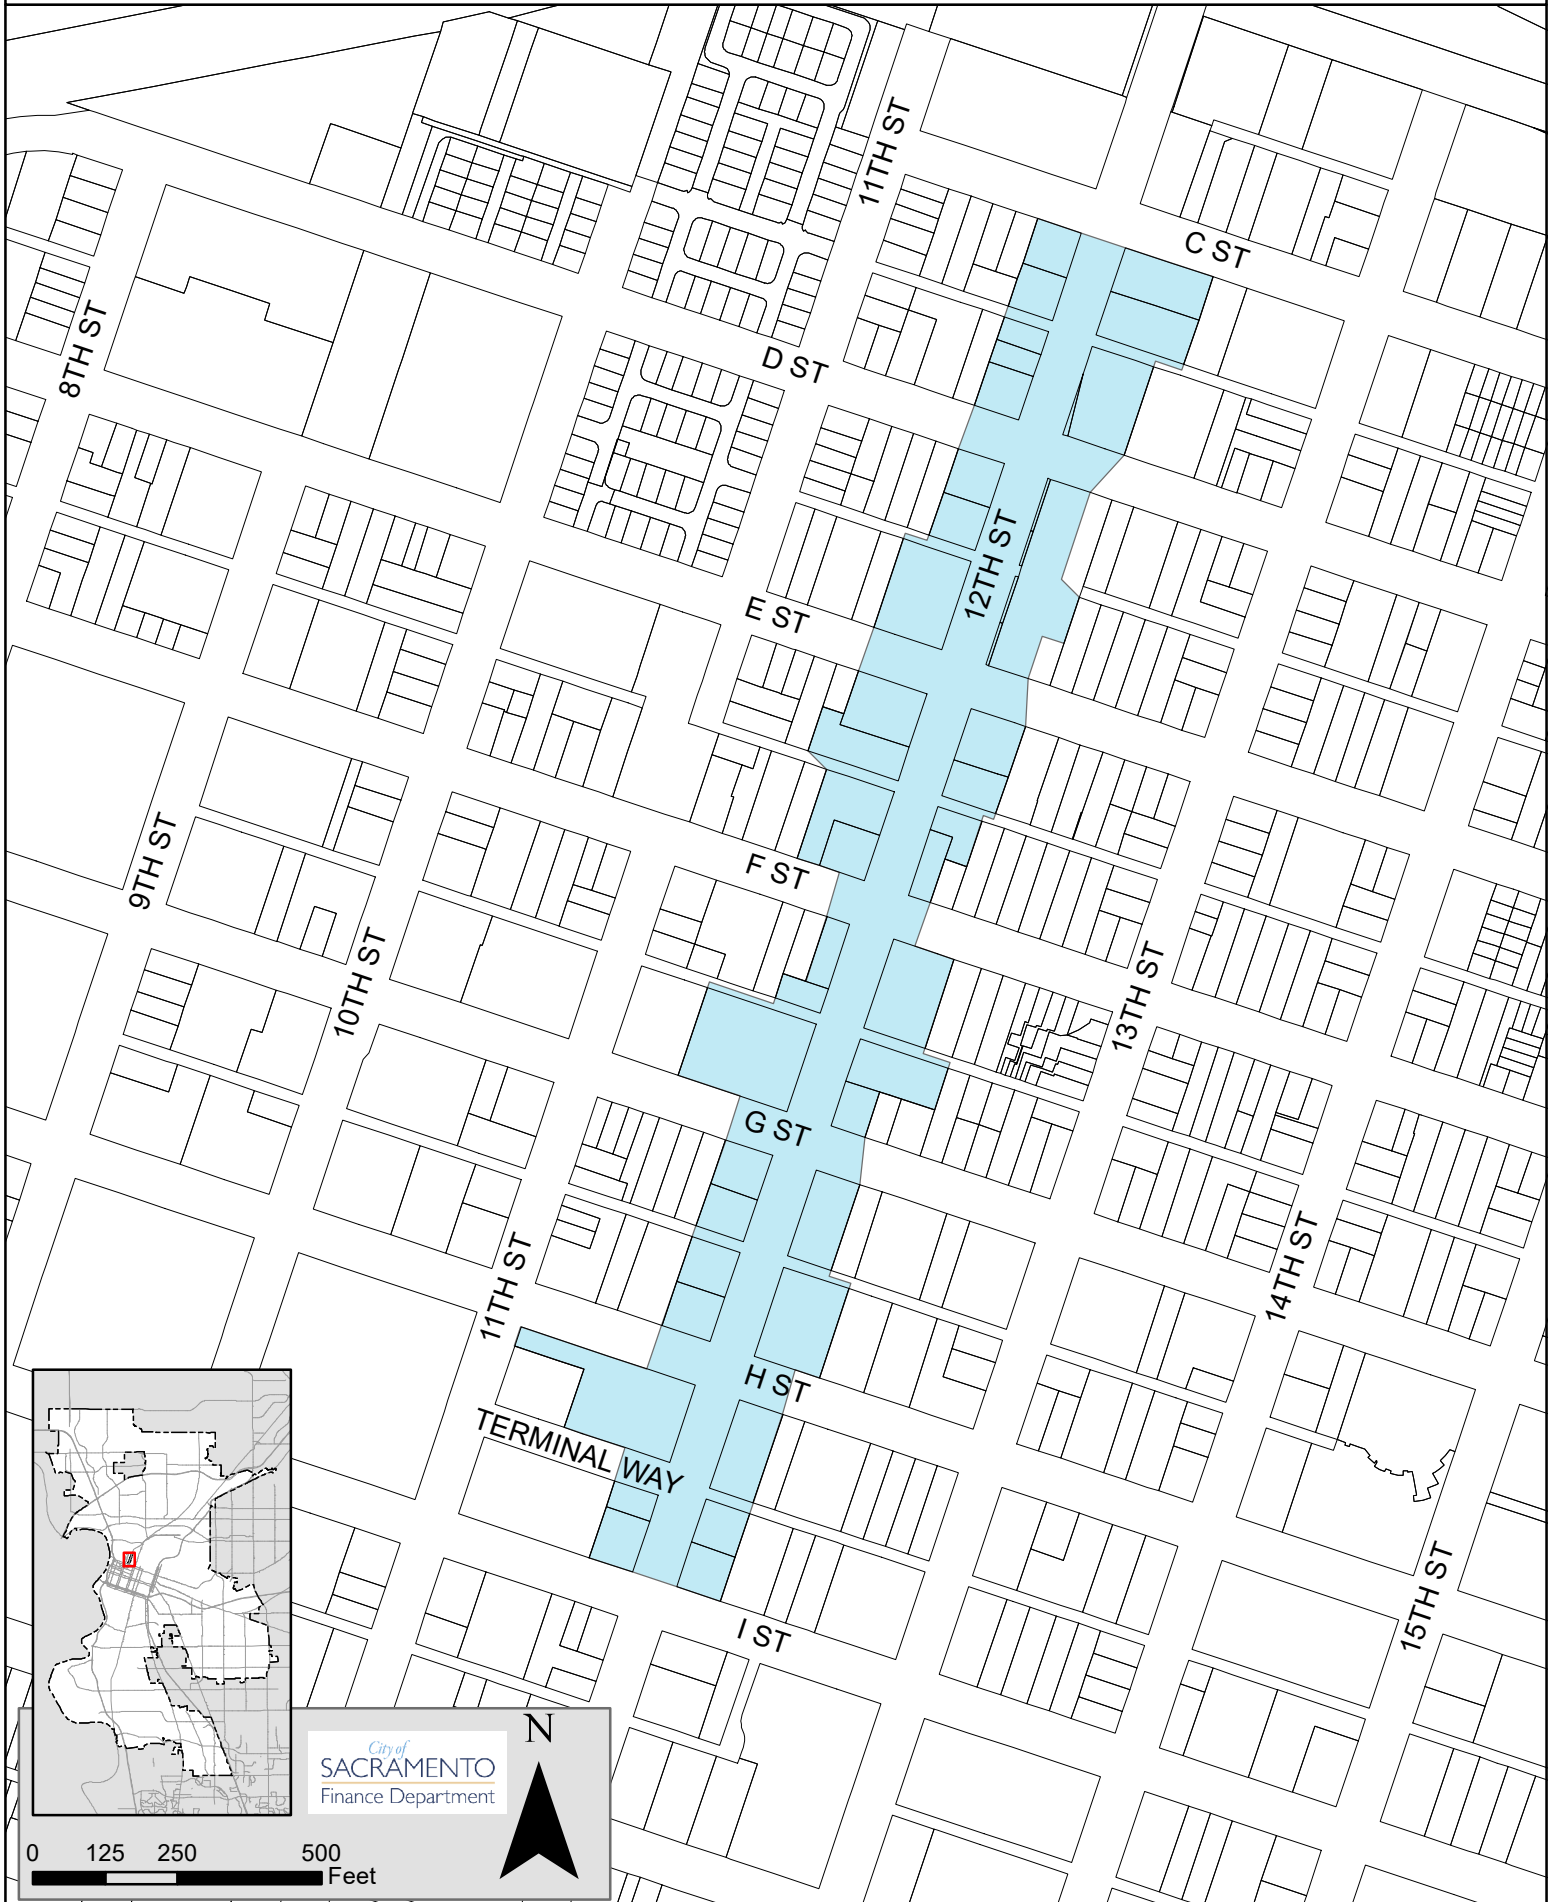 11TH ST
C ST
8TH ST
D ST
12TH ST
E ST
9TH ST
F ST
10TH ST
13TH ST
G ST
11TH ST
14TH ST
H ST
TERMINAL WAY
15TH ST
I ST
N
City of
SACRAMENTO
Finance Department
0 125 250 500
Feet